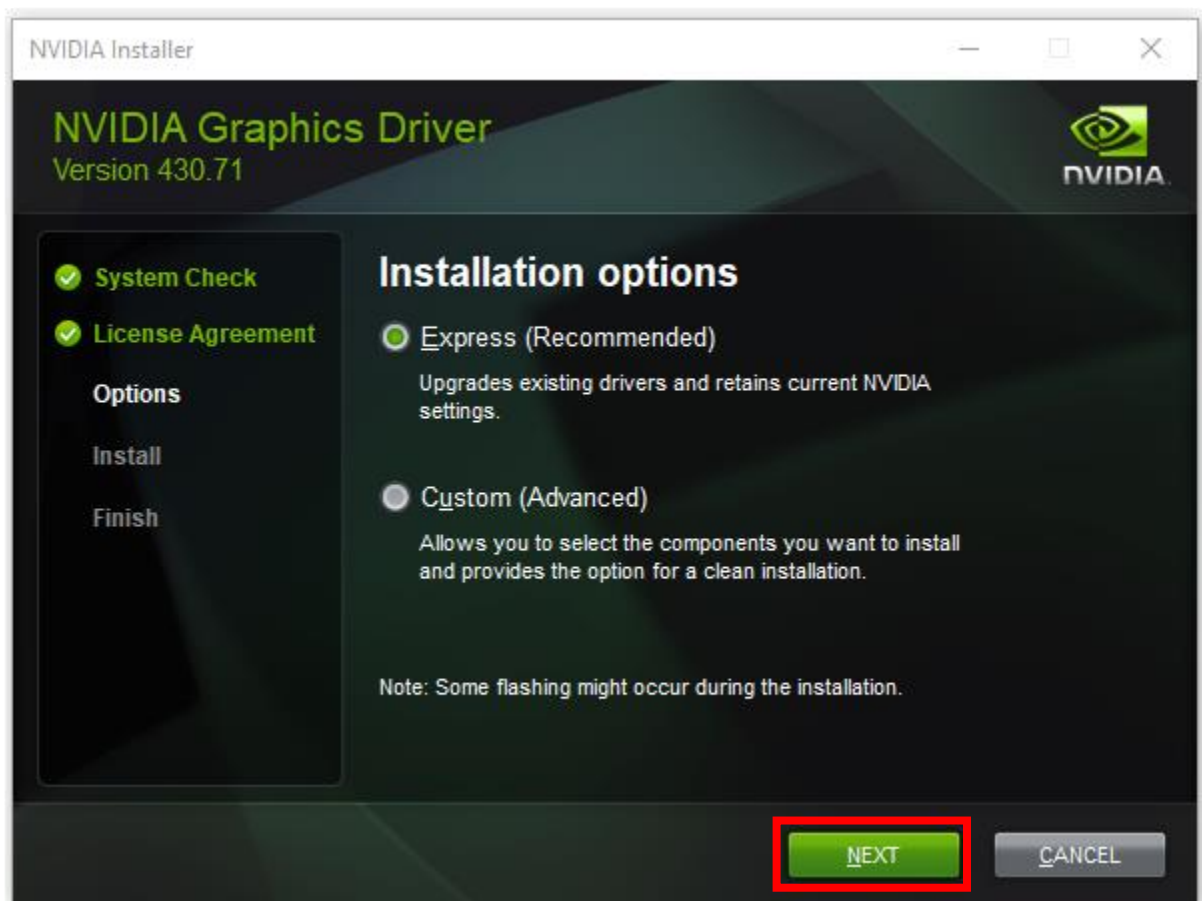 NVIDIA Installer
NVIDIA Graphics Driver
Version 430.71
NVIDIA.
System Check
License Agreement
Options
Install
Finish
Installation options
Express (Recommended)
Upgrades existing drivers and retains current NVIDIA
settings.
Custom (Advanced)
Allows you to select the components you want to install
and provides the option for a clean installation.
Note: Some flashing might occur during the installation.
NEXT
CANCEL